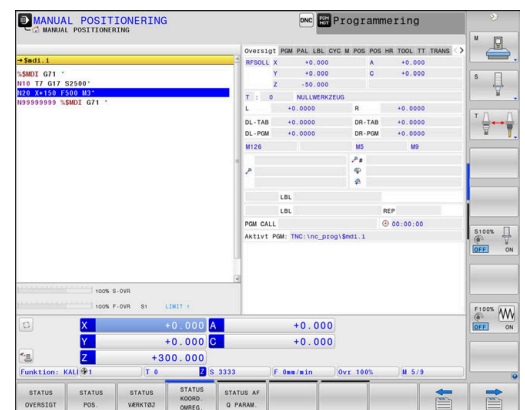 MANUAL POSITIONERING
MANUAL POSITIONERING
DNC
Programmering
→$mdi.i
%$MDI G71 *
N10 T7 G17 S2500*
N20 X+150 F500 M3*
N99999999 %$MDI G71 *
100% S-OVR
100% F-OVR S1 LIMIT 1
Oversigt PGM PAL LBL CYC M POS POS HR TOOL TT TRANS
RFSOLL X +0.000 A +0.000
Y +0.000 C +0.000
Z -50.000
T : 0 NULLWERKZEUG
L +0.0000 R +0.0000
DL-TAB +0.0000 DR-TAB +0.0000
DL-PGM +0.0000 DR-PGM +0.0000
M126 M5 M9
P
P#
LBL
LBL REP
PGM CALL 00:00:00
Aktivt PGM: TNC:\nc_prog\$mdi.i
X +0.000 A +0.000
Y +0.000 C +0.000
Z +300.000
Funktion: KALK 1 T 0 Z S 3333 F 0mm/min Ovr 100% M 5/9
STATUS OVERSIGT
STATUS POS.
STATUS VÆRKTØJ
STATUS KOORD. OMREG.
STATUS AF Q PARAM.
M
S
T
S100%
OFF ON
F100%
OFF ON